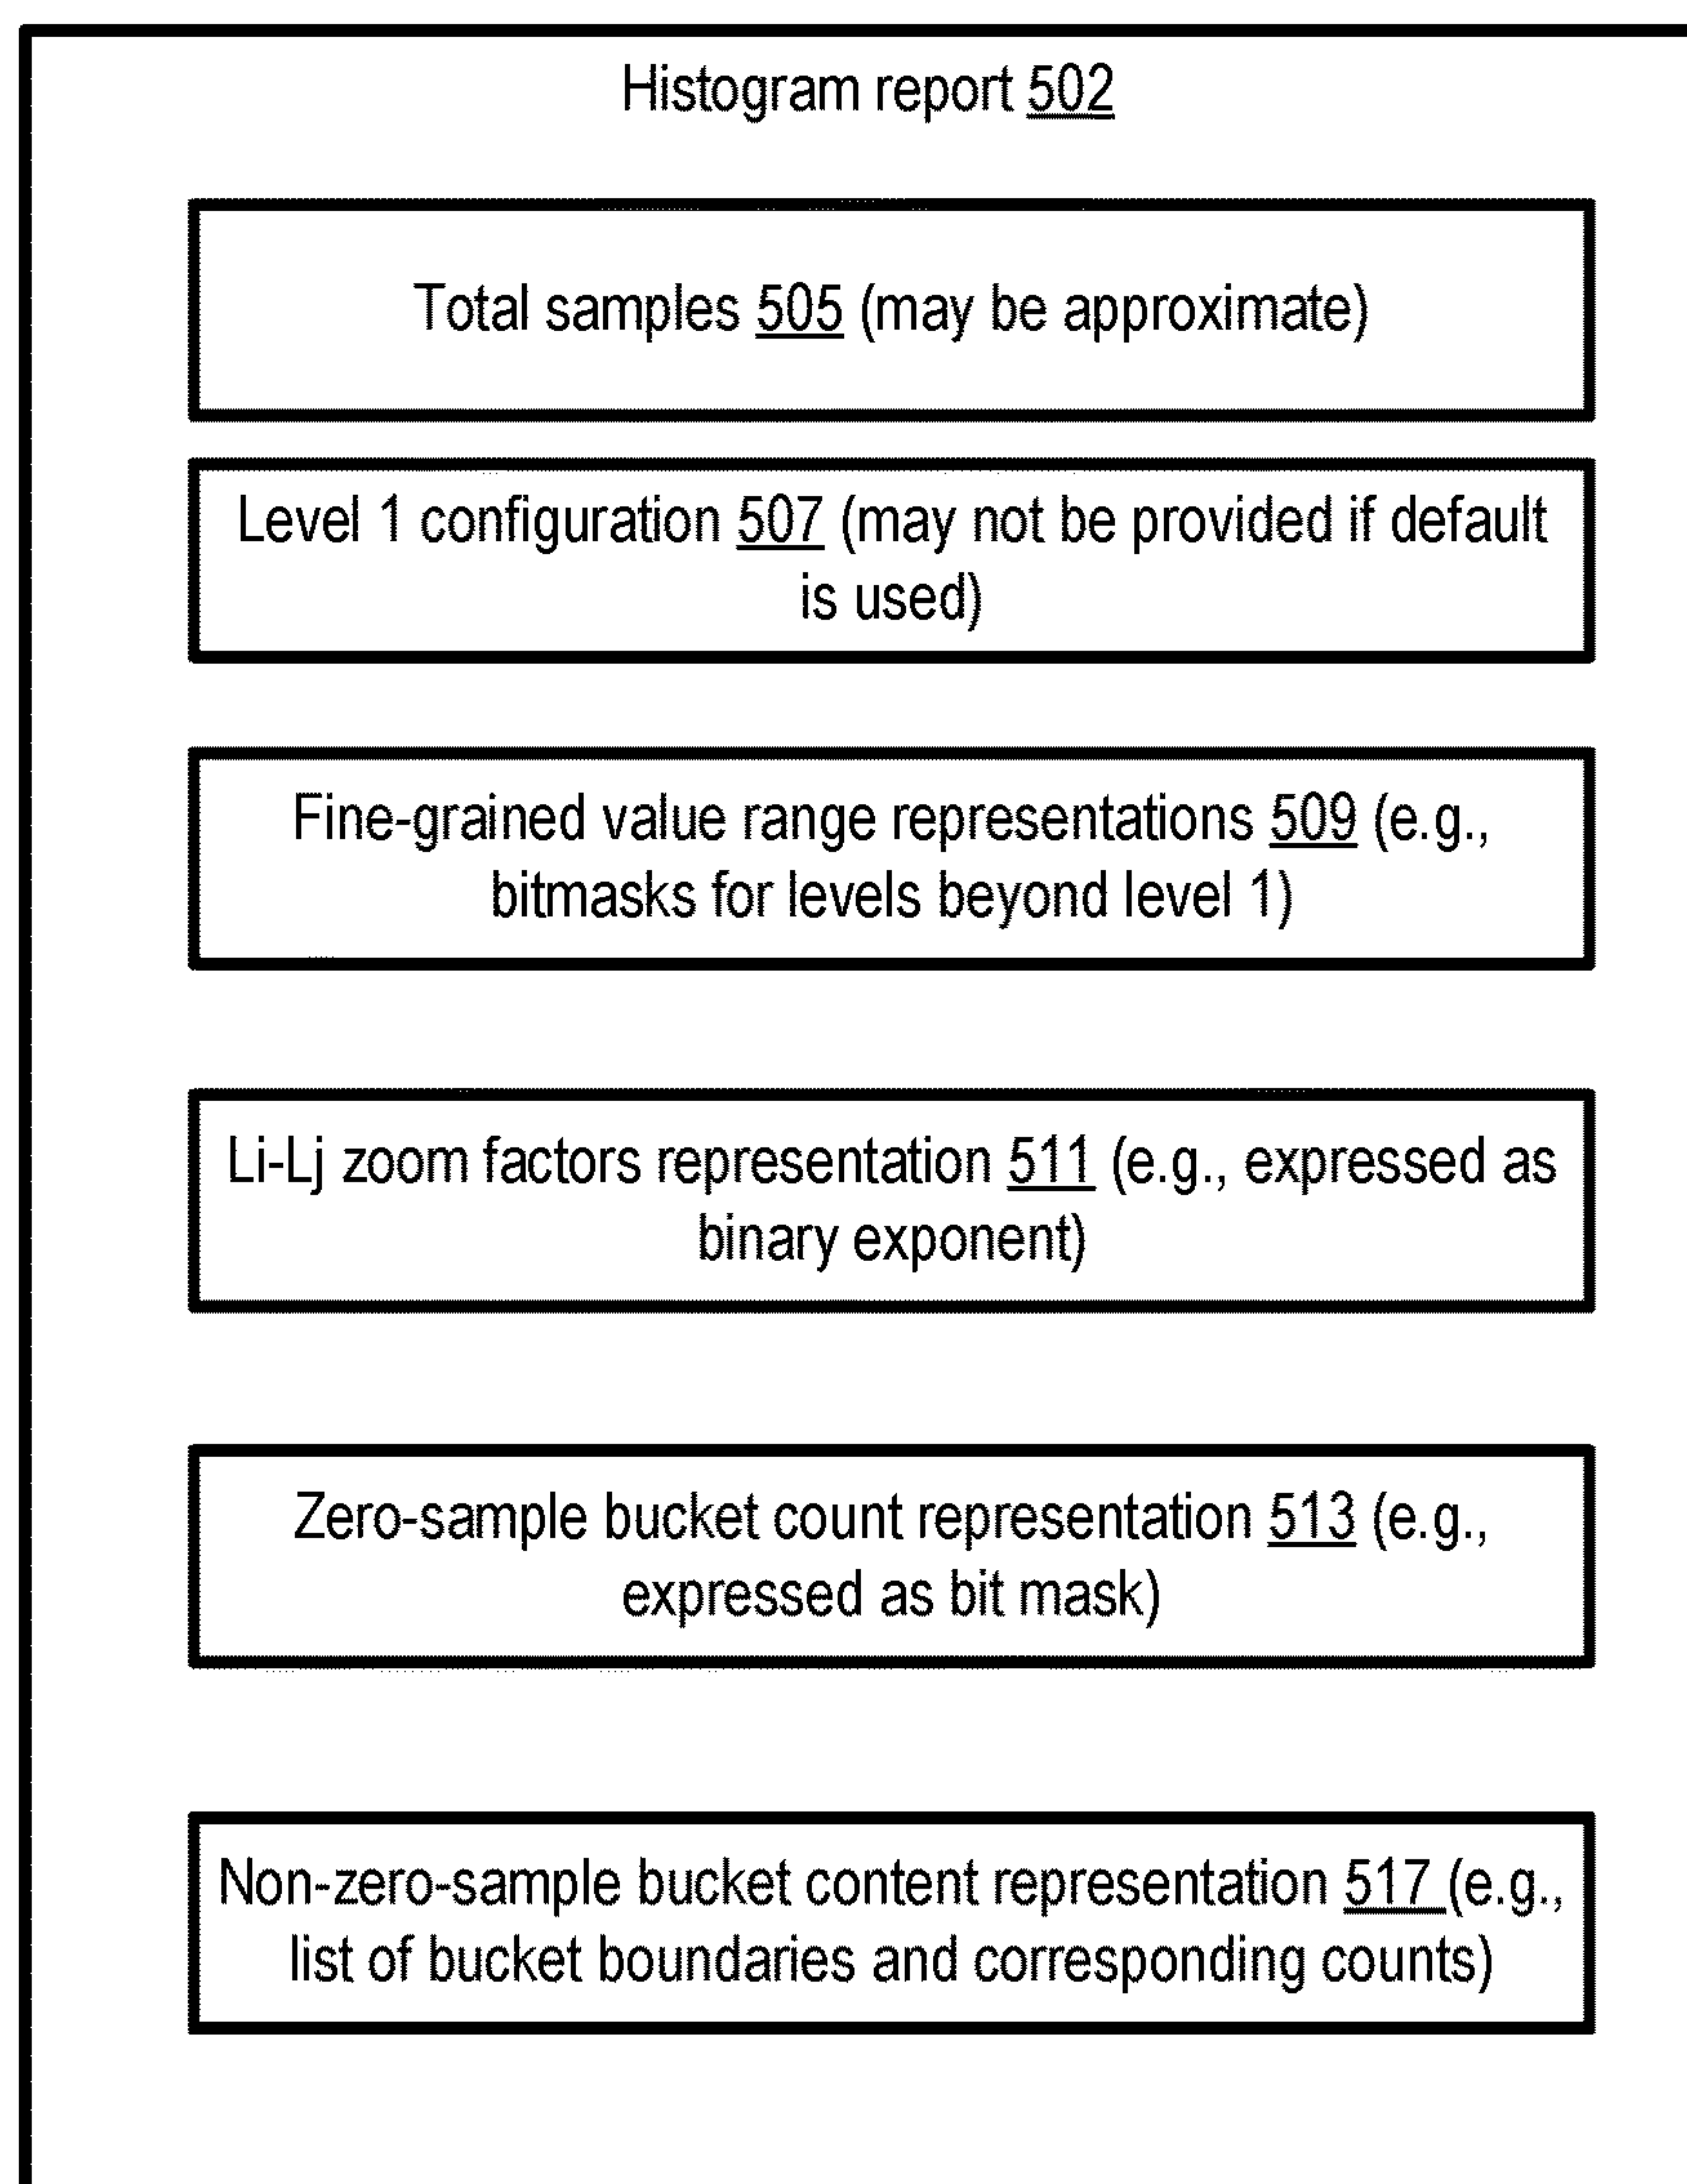 Histogram report 502
Total samples 505 (may be approximate)
Level 1 configuration 507 (may not be provided if default
is used)
Fine-grained value range representations 509 (e.g.,
bitmasks for levels beyond level 1)
Li-Lj zoom factors representation 511 (e.g., expressed as
binary exponent)
Zero-sample bucket count representation 513 (e.g.,
expressed as bit mask)
Non-zero-sample bucket content representation 517 (e.g.,
list of bucket boundaries and corresponding counts)